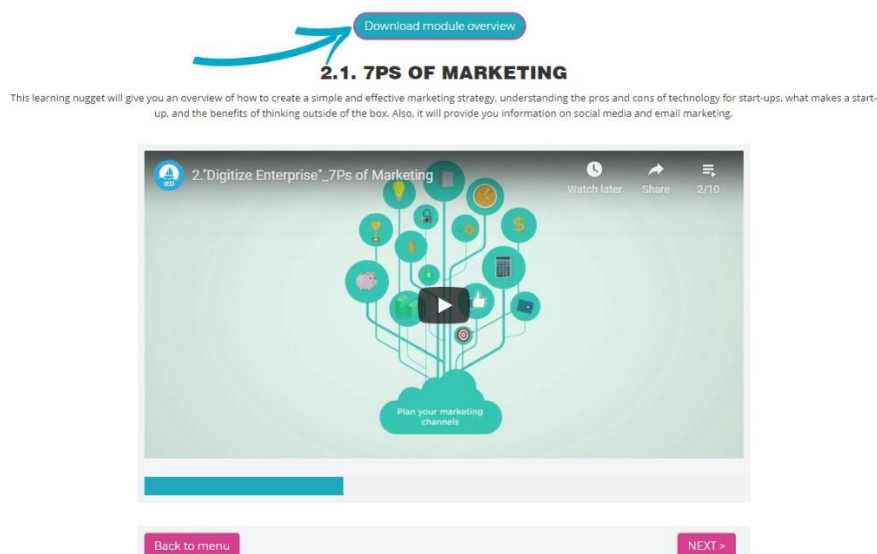 Download module overview
2.1. 7PS OF MARKETING
This learning nugget will give you an overview of how to create a simple and effective marketing strategy, understanding the pros and cons of technology for start-ups, what makes a start-
up, and the benefits of thinking outside of the box. Also, it will provide you information on social media and email marketing.
IED
2."Digitize Enterprise"_7Ps of Marketing
Watch later
Share
2/10
Plan your marketing
channels
Back to menu
NEXT >